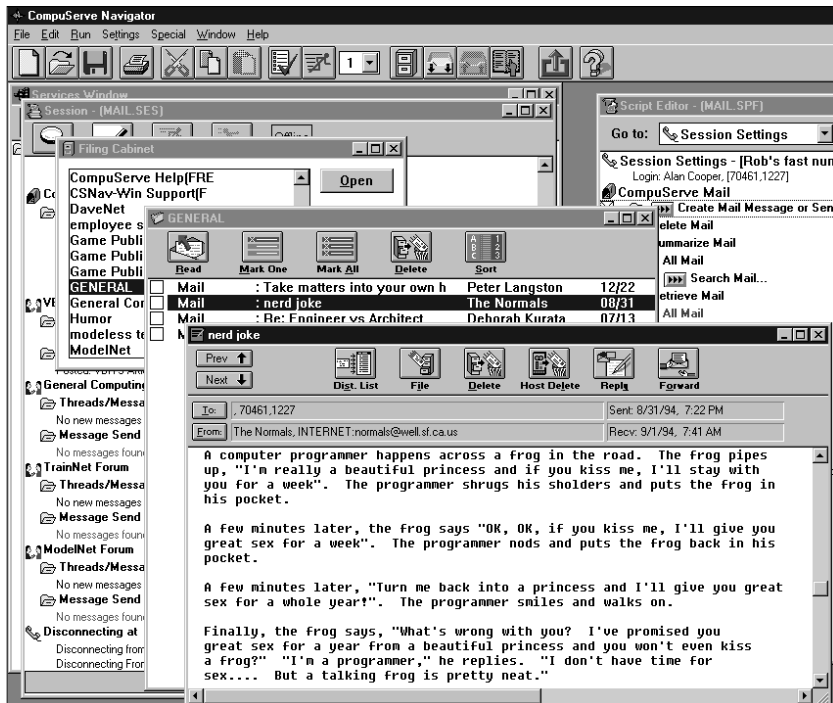 CompuServe Navigator
File Edit Run Settings Special Window Help
1
Services Window
Session - (MAIL.SES)
Filing Cabinet
CompuServe Help(FRE
CSNav-Win Support(F
DaveNet
employee s
Game Publi
Game Publi
Game Publi
GENERAL
General Cor
Humor
modeless te
ModelNet
Open
Script Editor - (MAIL.SPF)
Go to: Session Settings
Session Settings - [Rob's fast num
Login: Alan Cooper, [70461,1227]
CompuServe Mail
Create Mail Message or Sen
elete Mail
ummarize Mail
All Mail
Search Mail...
etrieve Mail
All Mail
GENERAL
Read Mark One Mark All Delete Sort
Mail : Take matters into your own h Peter Langston 12/22
Mail : nerd joke The Normals 08/31
: Re: Engineer vs Architect Deborah Kurata 07/13
General Computing
Threads/Messa
No new messages
Message Send
No messages foun
TrainNet Forum
Threads/Messa
No new messages
Message Send
No messages foun
ModelNet Forum
Threads/Messa
No new messages
Message Send
No messages foun
Disconnecting at
Disconnecting from
Disconnecting From
nerd joke
Prev
Next
Dist. List File Delete Host Delete Reply Forward
To: , 70461,1227 Sent: 8/31/94, 7:22 PM
From: The Normals, INTERNET:normals@well.sf.ca.us Recv: 9/1/94, 7:41 AM
A computer programmer happens across a frog in the road. The frog pipes
up, "I'm really a beautiful princess and if you kiss me, I'll stay with
you for a week". The programmer shrugs his sholders and puts the frog in
his pocket.
A few minutes later, the frog says "OK, OK, if you kiss me, I'll give you
great sex for a week". The programmer nods and puts the frog back in his
pocket.
A few minutes later, "Turn me back into a princess and I'll give you great
sex for a whole year!". The programmer smiles and walks on.
Finally, the frog says, "What's wrong with you? I've promised you
great sex for a year from a beautiful princess and you won't even kiss
a frog?" "I'm a programmer," he replies. "I don't have time for
sex.... But a talking frog is pretty neat."